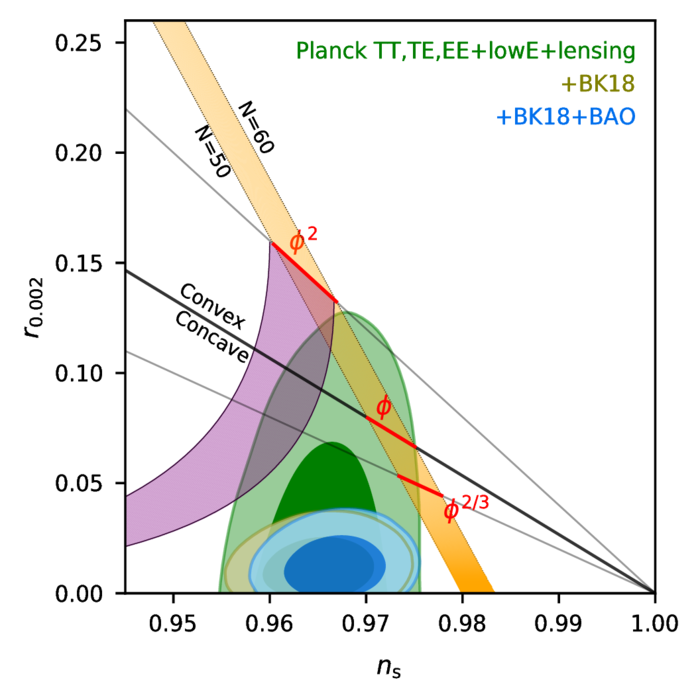 Planck TT,TE,EE+lowE+lensing
+BK18
+BK18+BAO
N=60
N=50
ϕ²
Convex
Concave
ϕ
ϕ²/³
r₀.₀₀₂
0.25
0.20
0.15
0.10
0.05
0.00
0.95
0.96
0.97
0.98
0.99
1.00
nₛ